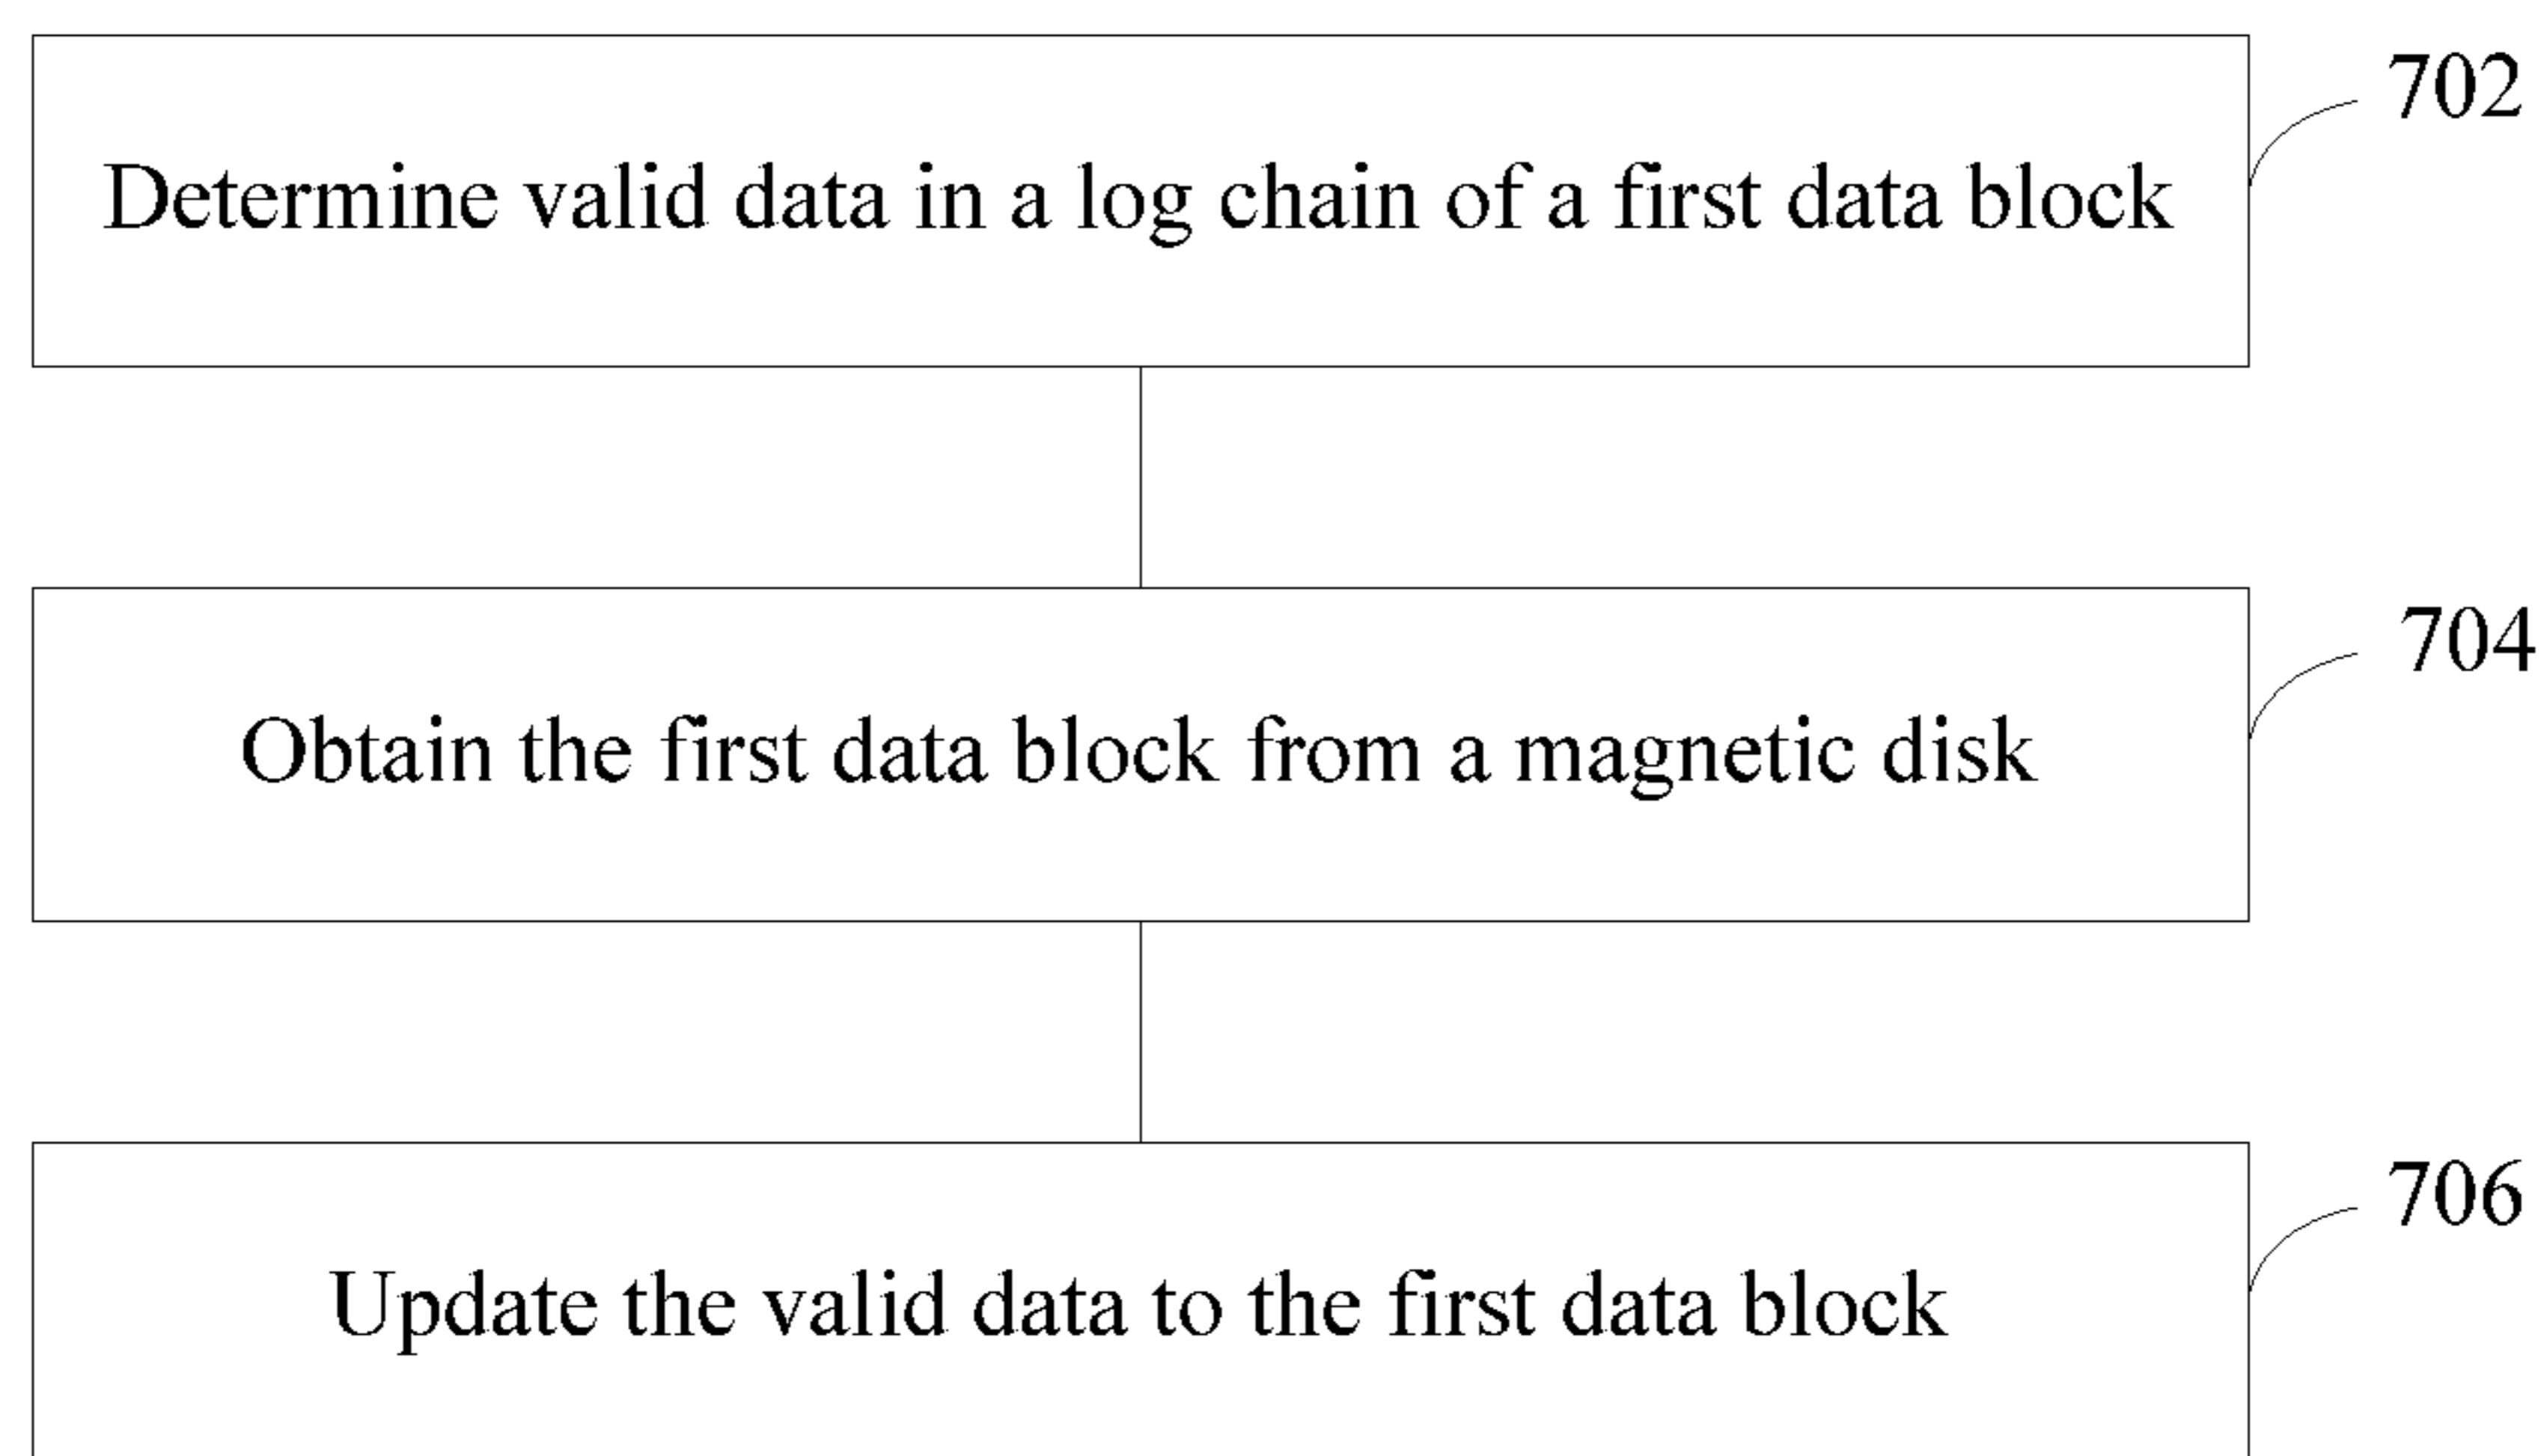 702
Determine valid data in a log chain of a first data block
704
Obtain the first data block from a magnetic disk
706
Update the valid data to the first data block